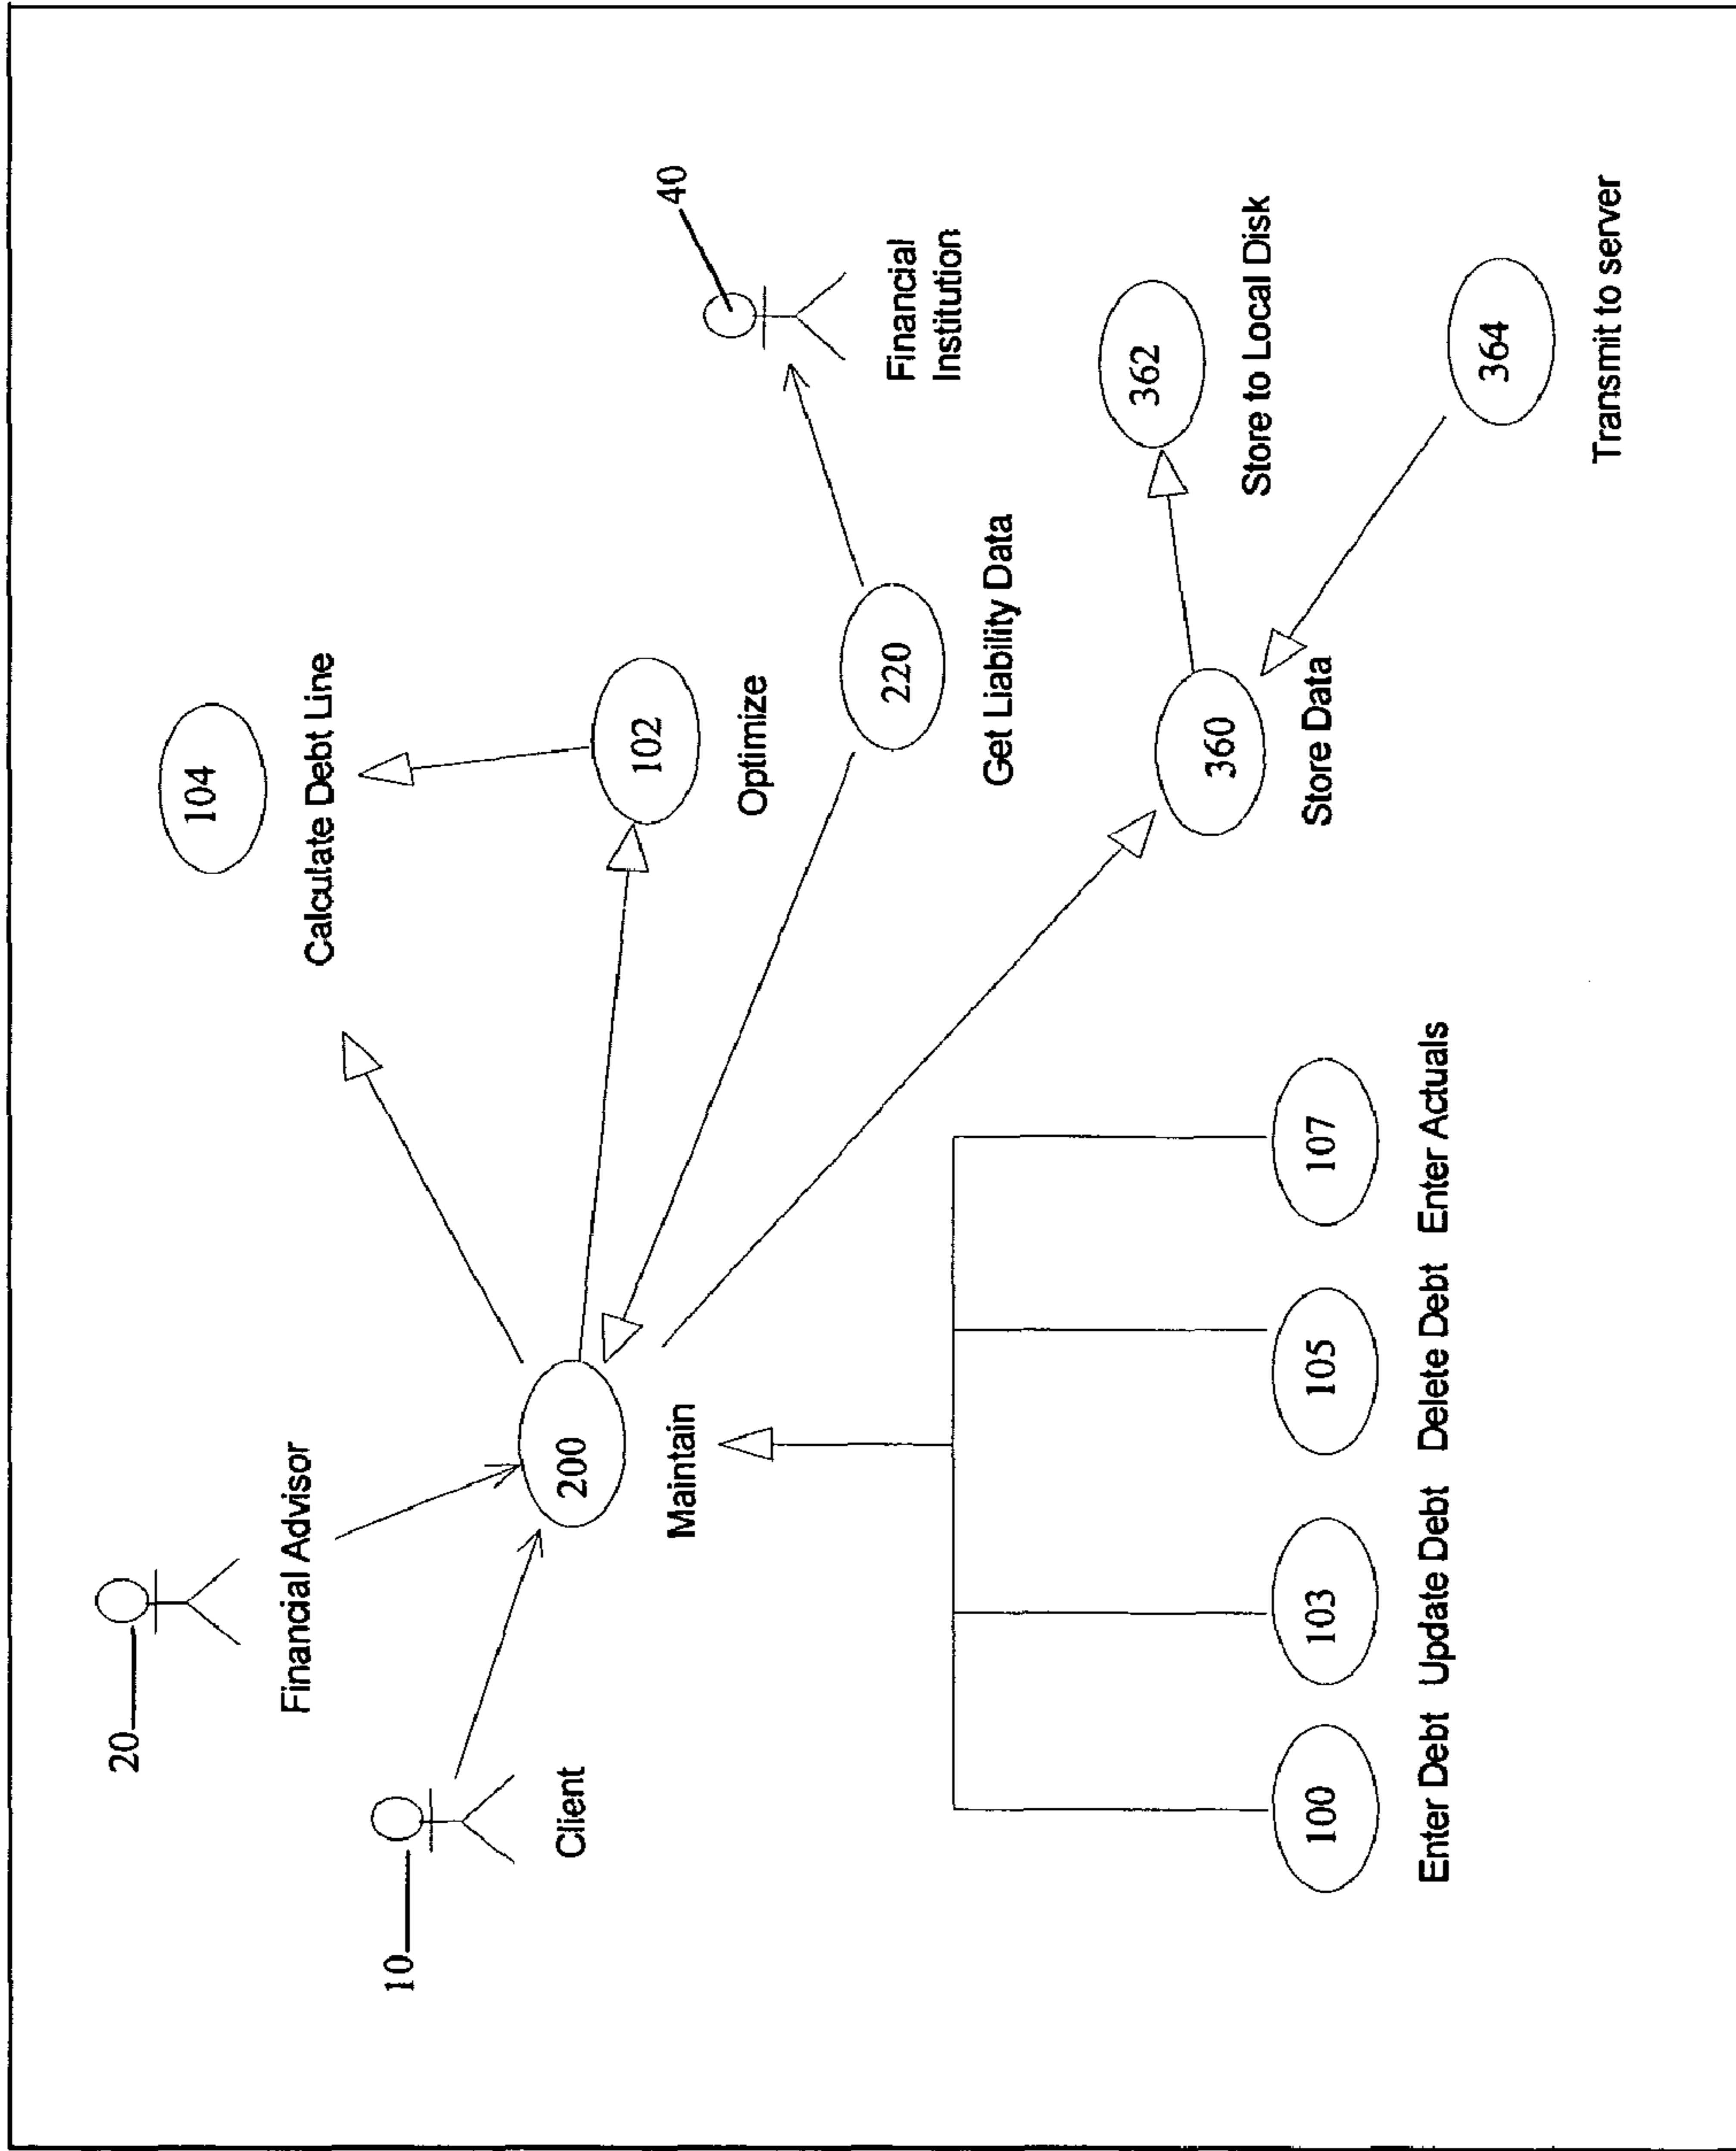 20
Financial Advisor
10
Client
200
Maintain
104
Calculate Debt Line
102
Optimize
40
Financial
Institution
220
Get Liability Data
362
Store to Local Disk
360
Store Data
364
Transmit to server
100
Enter Debt
103
Update Debt
105
Delete Debt
107
Enter Actuals